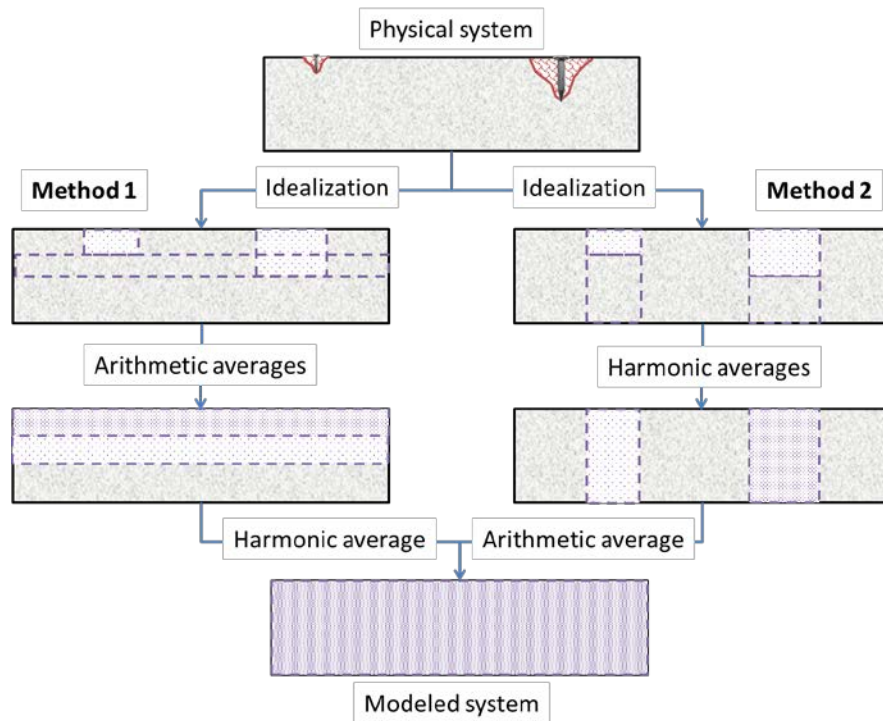 Physical system
Idealization
Idealization
Method 1
Method 2
Arithmetic averages
Harmonic averages
Harmonic average
Arithmetic average
Modeled system